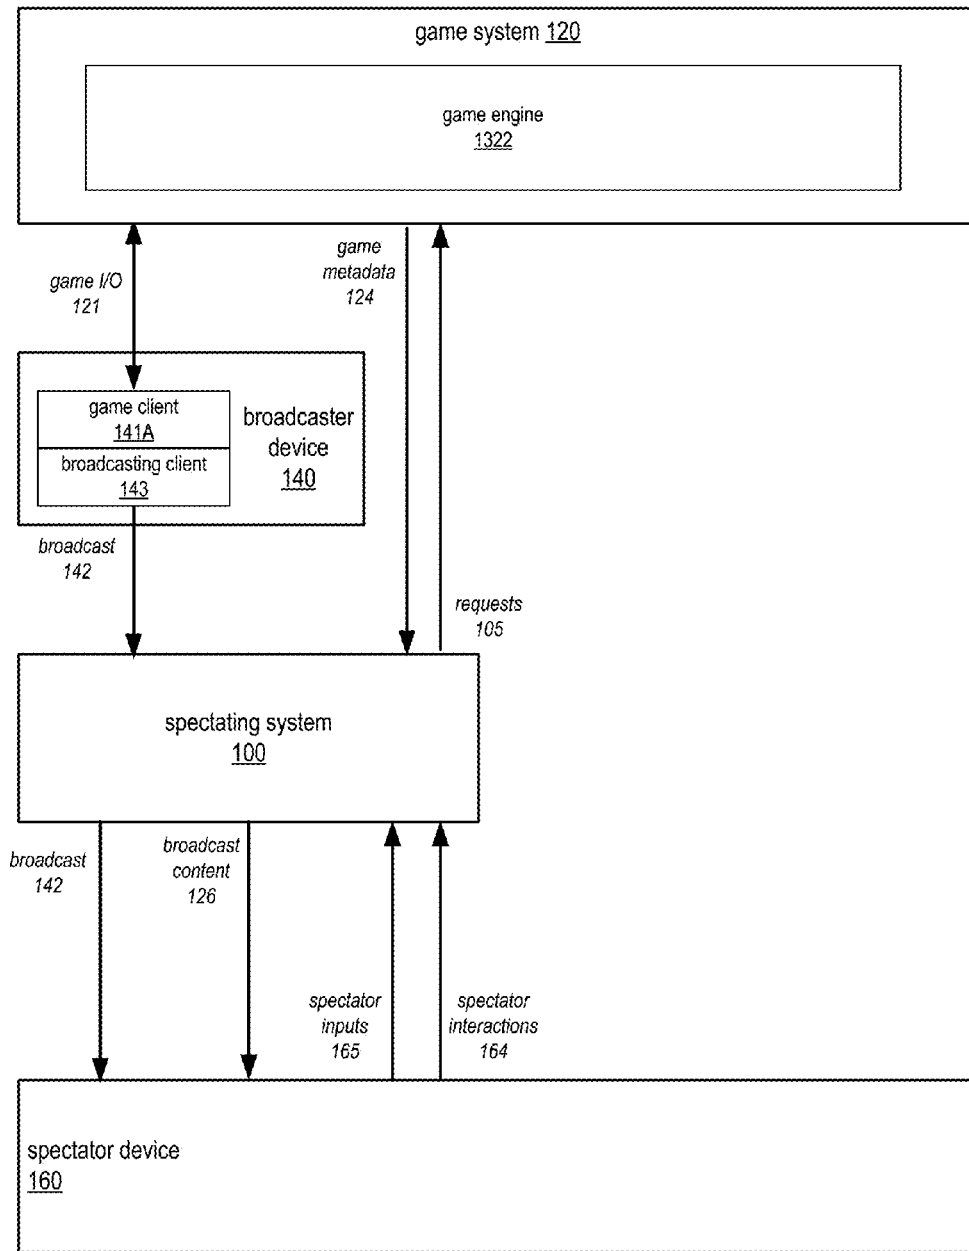 game system 120
game engine
1322
game
metadata
124
game I/O
121
game client
141A
broadcasting client
143
broadcaster
device
140
broadcast
142
requests
105
spectating system
100
broadcast
142
broadcast
content
126
spectator
inputs
165
spectator
interactions
164
spectator device
160